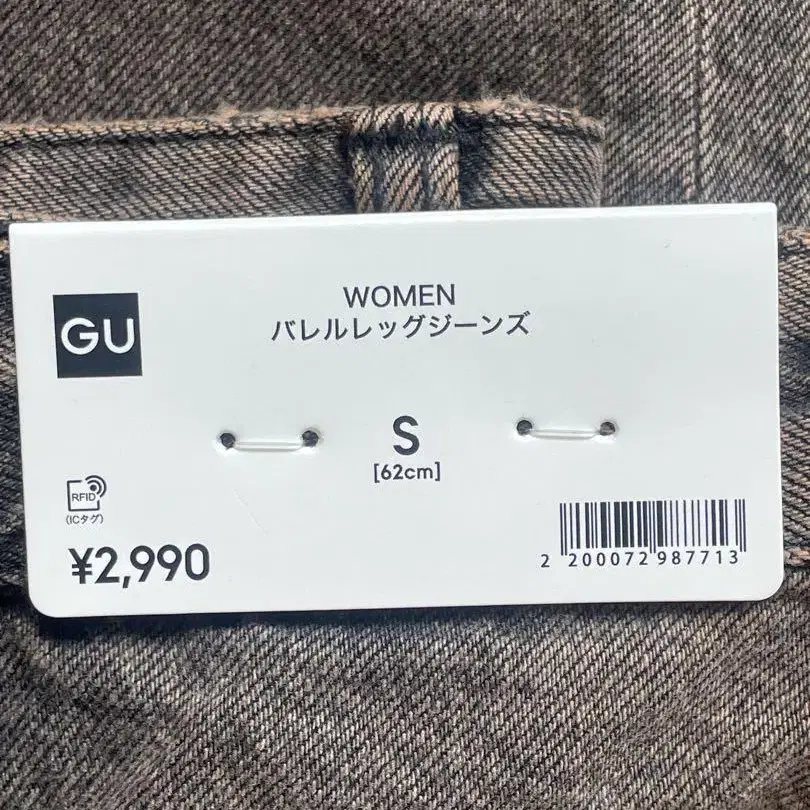 GU
WOMEN
バレルレッグジーンズ
S
[62cm]
RFID
(ICタグ)
¥2,990
2 200072 987713